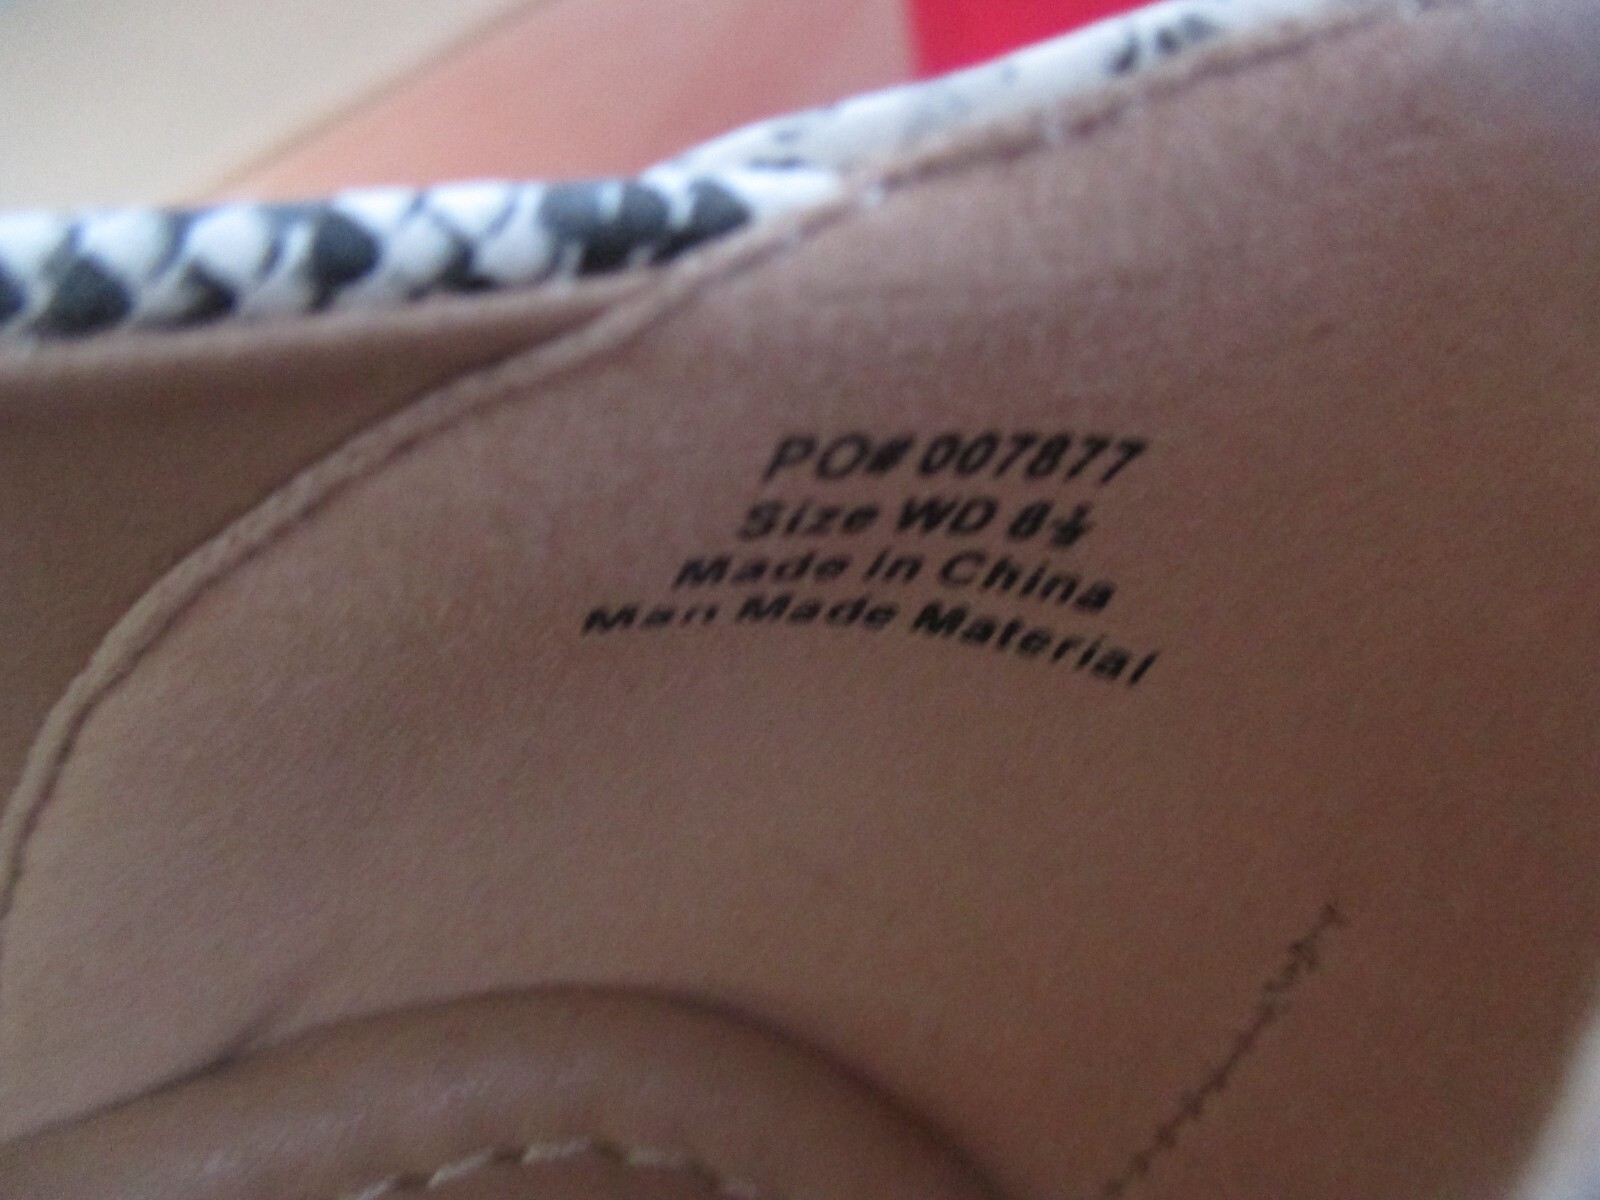 PO# 007877
Size WD 8½
Made in China
Man Made Material